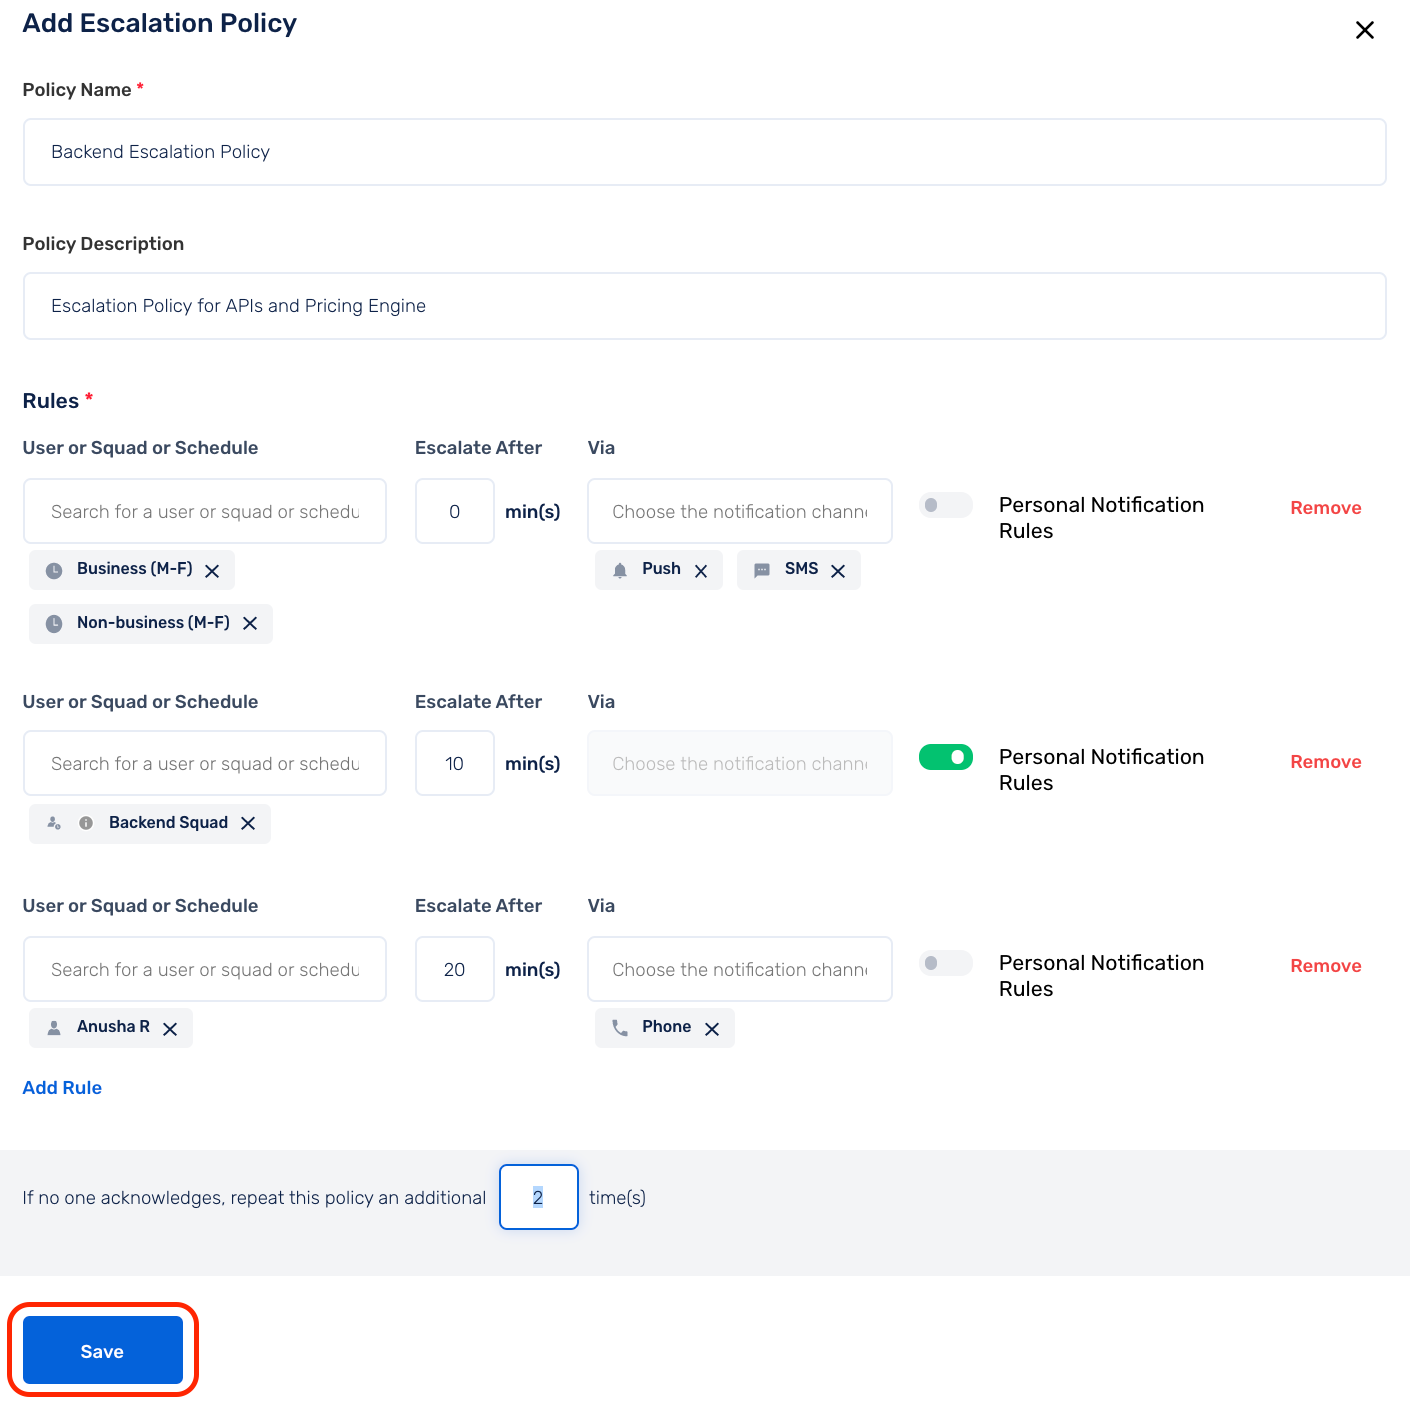 Add Escalation Policy
Policy Name *
Backend Escalation Policy
Policy Description
Escalation Policy for APIs and Pricing Engine
Rules *
User or Squad or Schedule Escalate After Via
Search for a user or squad or schedu 0 min(s) Choose the notification chann Personal Notification Remove
Rules
Business (M-F) Push SMS
Non-business (M-F)
User or Squad or Schedule Escalate After Via
Search for a user or squad or schedu 10 min(s) Choose the notification chann Personal Notification Remove
Rules
Backend Squad
User or Squad or Schedule Escalate After Via
Search for a user or squad or schedu 20 min(s) Choose the notification chann Personal Notification Remove
Rules
Anusha R Phone
Add Rule
If no one acknowledges, repeat this policy an additional 2 time(s)
Save